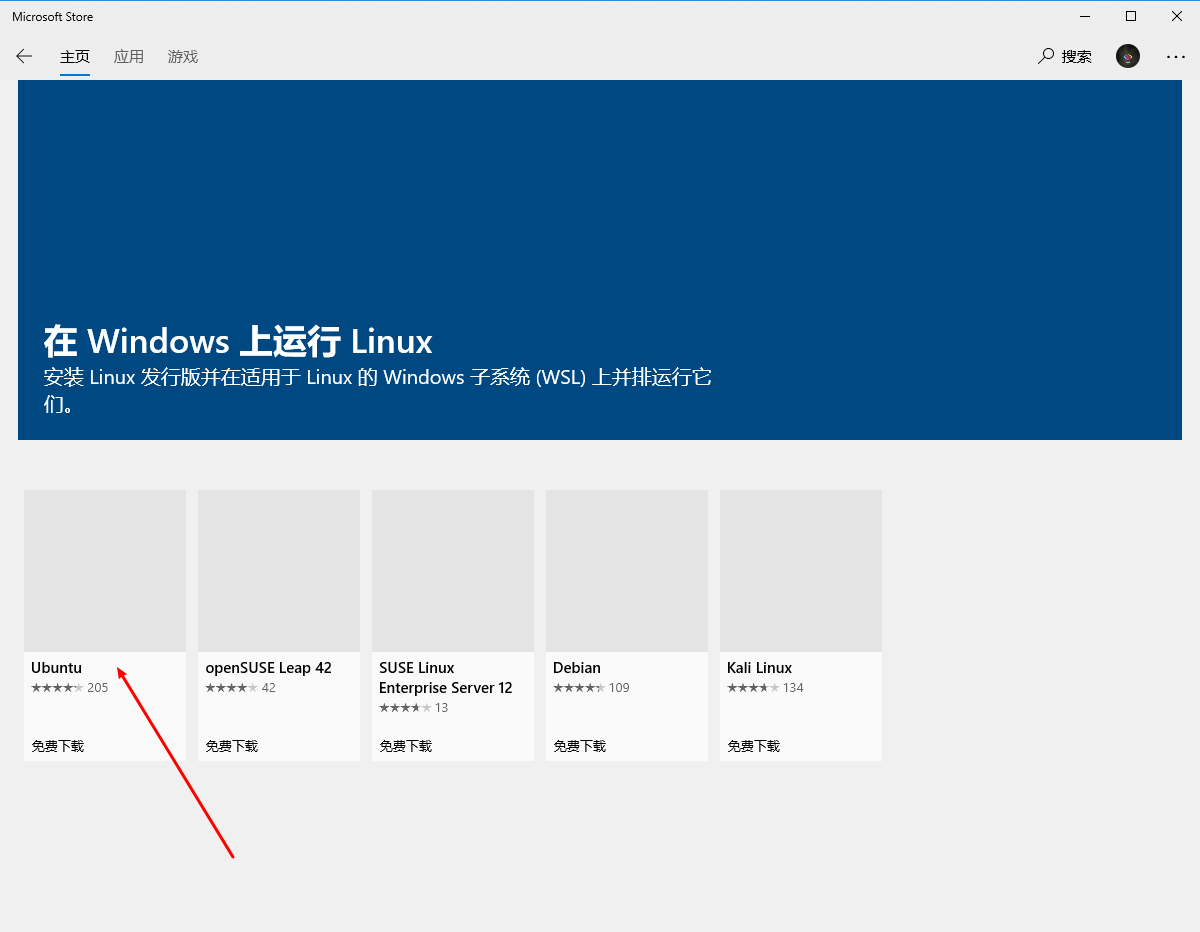 Microsoft Store
主页 应用 游戏 搜索
在 Windows 上运行 Linux
安装 Linux 发行版并在适用于 Linux 的 Windows 子系统 (WSL) 上并排运行它
们。
Ubuntu
205
免费下载
openSUSE Leap 42
42
免费下载
SUSE Linux
Enterprise Server 12
13
免费下载
Debian
109
免费下载
Kali Linux
134
免费下载